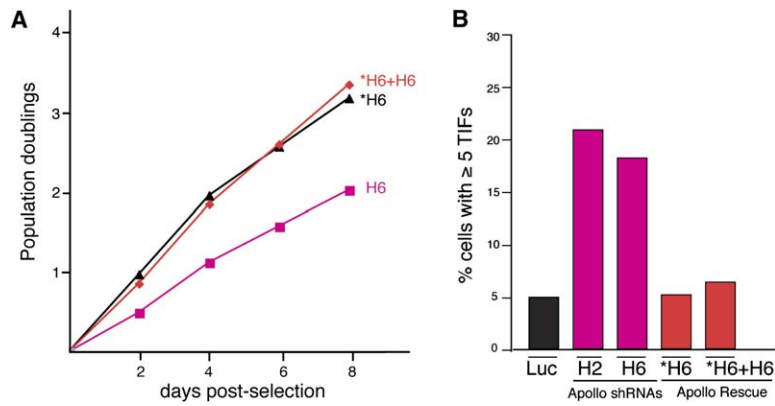 A
Population doublings
4
3
2
1
*H6+H6
*H6
H6
2 4 6 8
days post-selection
B
% cells with ≥ 5 TIFs
30
25
20
15
10
5
0
Luc H2 H6 *H6 *H6+H6
Apollo shRNAs Apollo Rescue